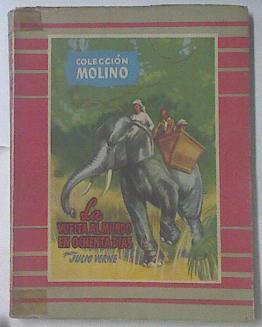 COLECCIÓN
MOLINO
La
VUELTA AL MUNDO
EN OCHENTA DIAS
por JULIO VERNE